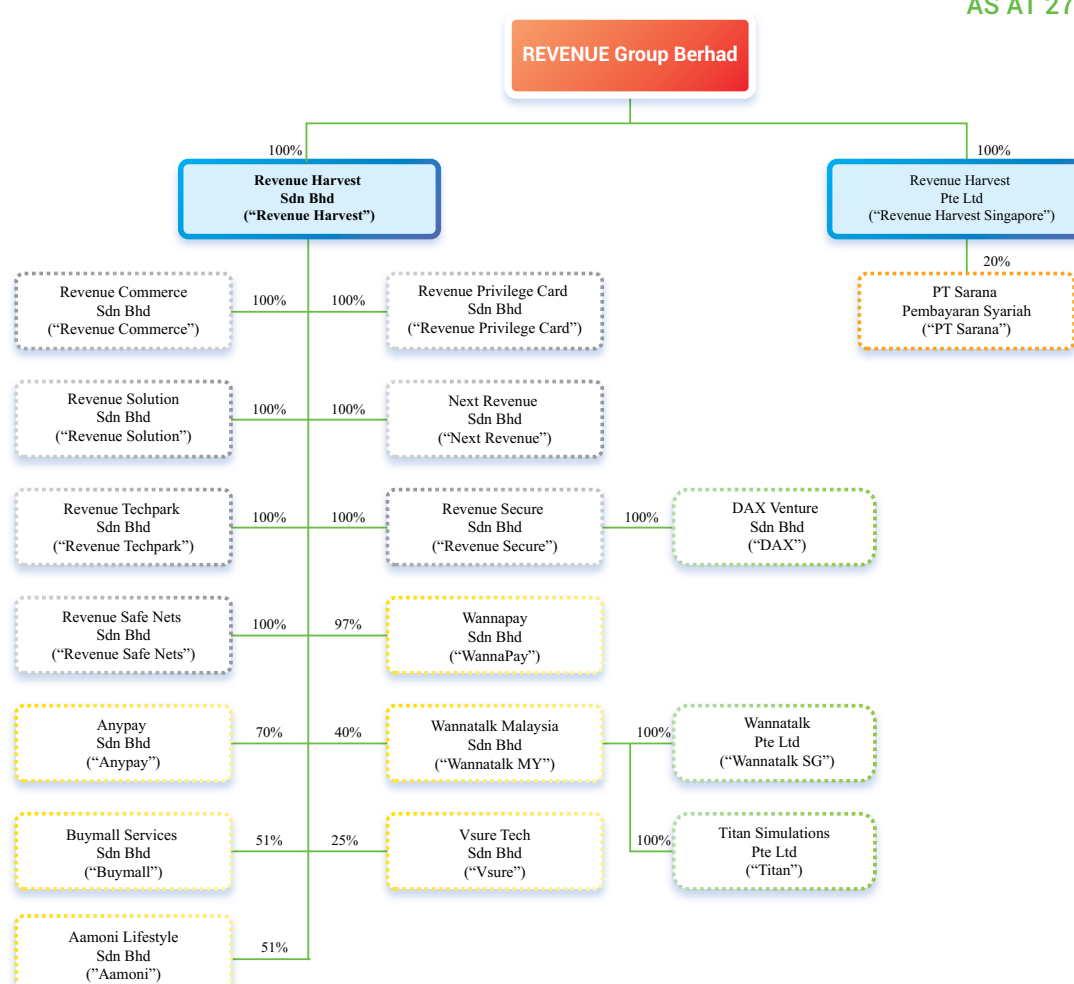 AS AT 27
REVENUE Group Berhad
100%
100%
Revenue Harvest
Sdn Bhd
(“Revenue Harvest”)
Revenue Harvest
Pte Ltd
(“Revenue Harvest Singapore”)
20%
PT Sarana
Pembayaran Syariah
(“PT Sarana”)
Revenue Commerce
Sdn Bhd
(“Revenue Commerce”)
100%
100%
Revenue Privilege Card
Sdn Bhd
(“Revenue Privilege Card”)
Revenue Solution
Sdn Bhd
(“Revenue Solution”)
100%
100%
Next Revenue
Sdn Bhd
(“Next Revenue”)
Revenue Techpark
Sdn Bhd
(“Revenue Techpark”)
100%
100%
Revenue Secure
Sdn Bhd
(“Revenue Secure”)
100%
DAX Venture
Sdn Bhd
(“DAX”)
Revenue Safe Nets
Sdn Bhd
(“Revenue Safe Nets”)
100%
97%
Wannapay
Sdn Bhd
(“WannaPay”)
Anypay
Sdn Bhd
(“Anypay”)
70%
40%
Wannatalk Malaysia
Sdn Bhd
(“Wannatalk MY”)
100%
Wannatalk
Pte Ltd
(“Wannatalk SG”)
Buymall Services
Sdn Bhd
(“Buymall”)
51%
25%
Vsure Tech
Sdn Bhd
(“Vsure”)
100%
Titan Simulations
Pte Ltd
(“Titan”)
Aamoni Lifestyle
Sdn Bhd
("Aamoni”)
51%